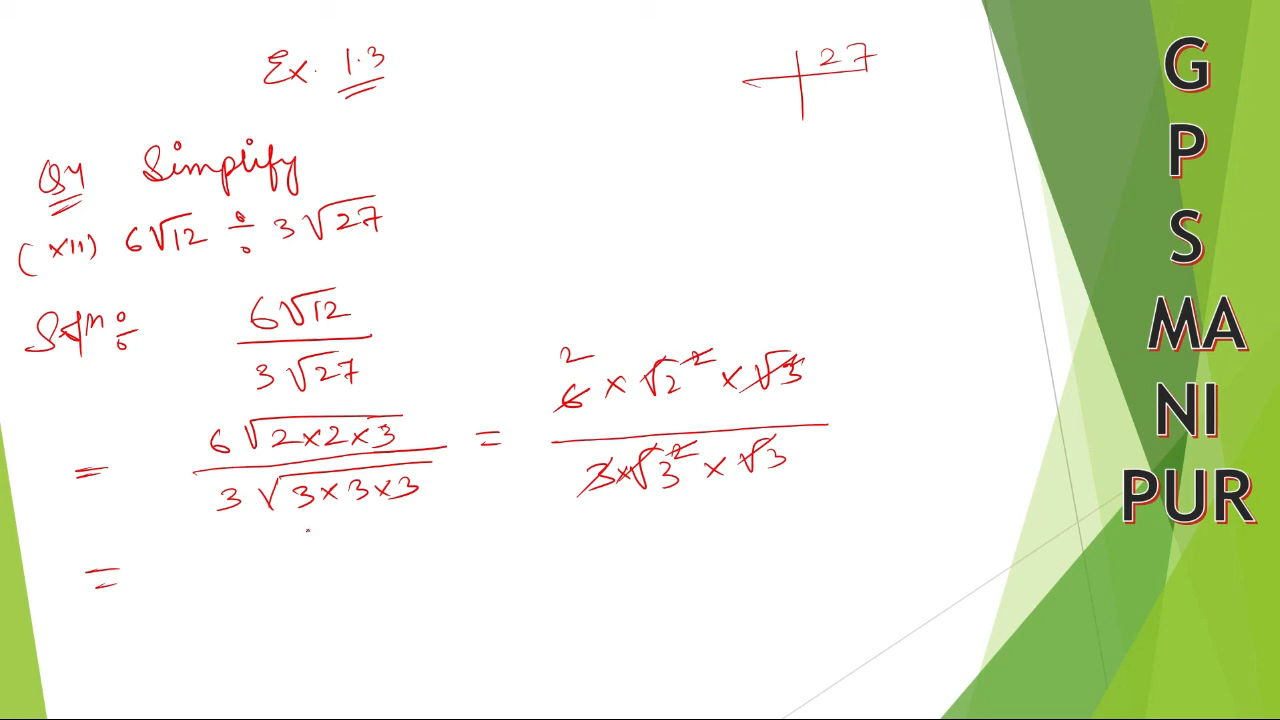 Ex. 1.3
27
Q4 Simplify
(xii) 6√12 ÷ 3√27
Solⁿ:
6√12
3√27
= 6√2×2×3 / 3√3×3×3 = 2 6 × √2² × √3 / 3 × √3² × √3
=
G
P
S
MA
NI
PUR